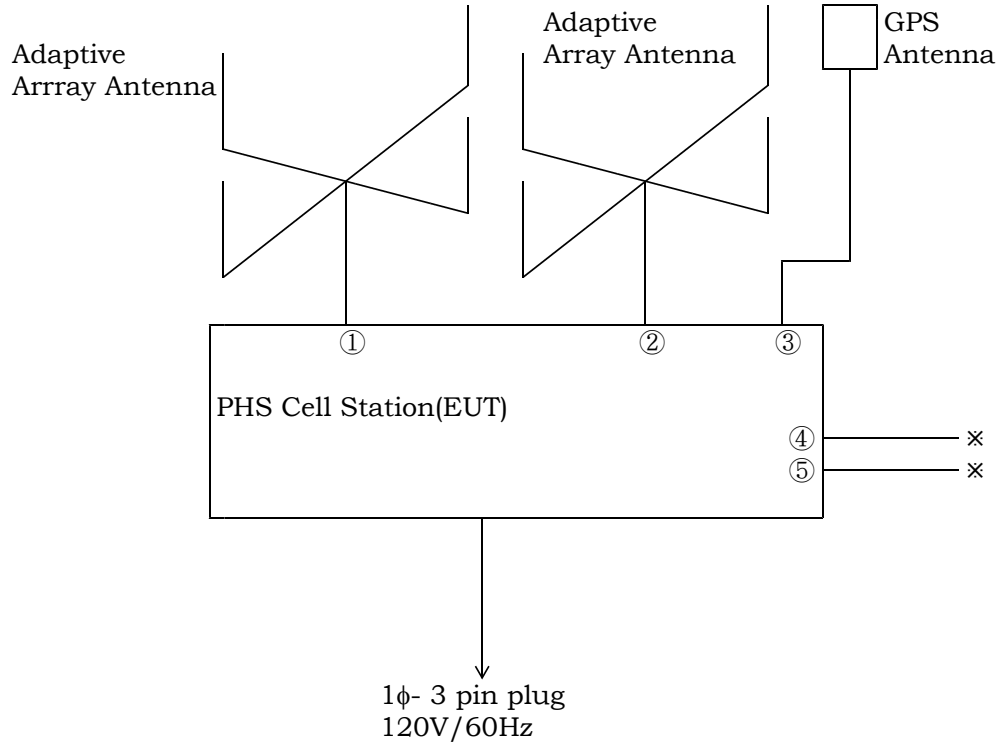 Adaptive
Arrray Antenna
Adaptive
Array Antenna
GPS
Antenna
① ② ③
PHS Cell Station(EUT)
④ ※
⑤ ※
1ϕ- 3 pin plug
120V/60Hz